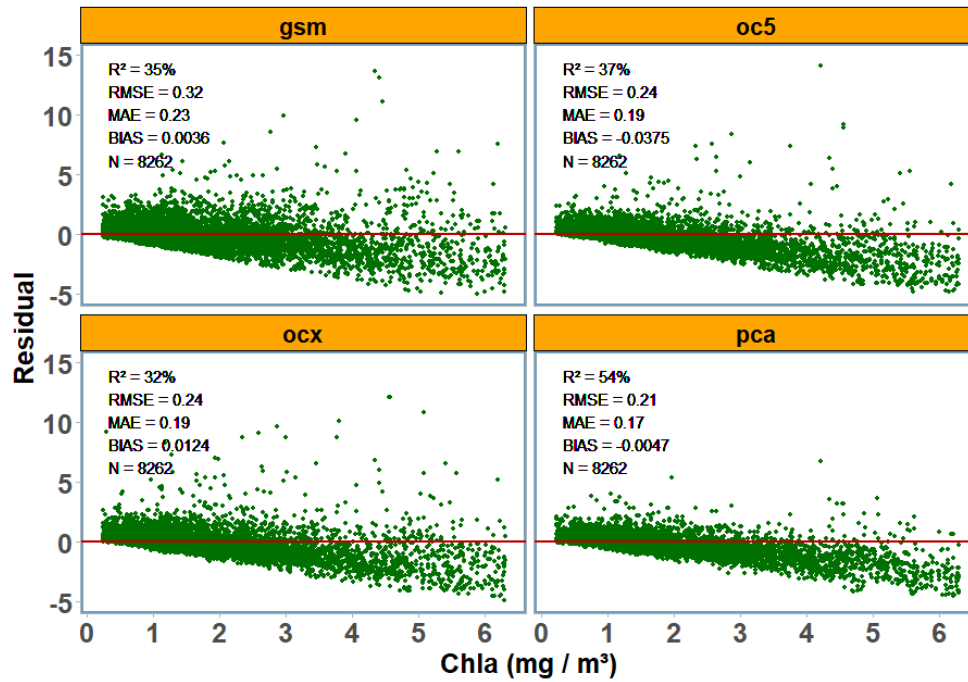 gsm
R² = 35%
RMSE = 0.32
MAE = 0.23
BIAS = 0.0036
N = 8262
oc5
R² = 37%
RMSE = 0.24
MAE = 0.19
BIAS = -0.0375
N = 8262
15
10
5
0
-5
ocx
R² = 32%
RMSE = 0.24
MAE = 0.19
BIAS = 0.0124
N = 8262
pca
R² = 54%
RMSE = 0.21
MAE = 0.17
BIAS = -0.0047
N = 8262
15
10
5
0
-5
Residual
0 1 2 3 4 5 6
0 1 2 3 4 5 6
Chla (mg / m³)